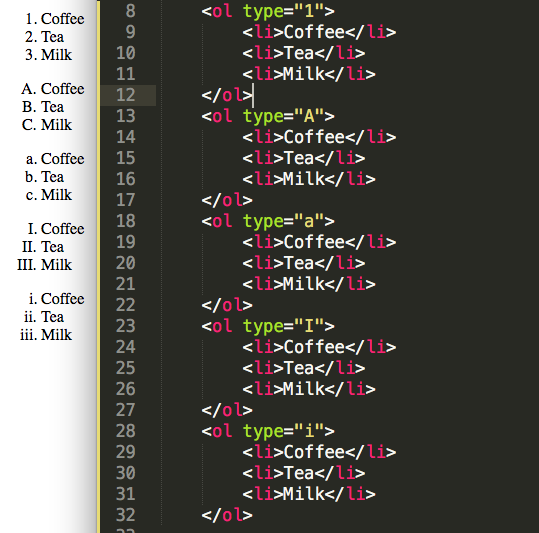 1. Coffee
2. Tea
3. Milk
A. Coffee
B. Tea
C. Milk
a. Coffee
b. Tea
c. Milk
I. Coffee
II. Tea
III. Milk
i. Coffee
ii. Tea
iii. Milk
8 <ol type="1">
9 <li>Coffee</li>
10 <li>Tea</li>
11 <li>Milk</li>
12 </ol>
13 <ol type="A">
14 <li>Coffee</li>
15 <li>Tea</li>
16 <li>Milk</li>
17 </ol>
18 <ol type="a">
19 <li>Coffee</li>
20 <li>Tea</li>
21 <li>Milk</li>
22 </ol>
23 <ol type="I">
24 <li>Coffee</li>
25 <li>Tea</li>
26 <li>Milk</li>
27 </ol>
28 <ol type="i">
29 <li>Coffee</li>
30 <li>Tea</li>
31 <li>Milk</li>
32 </ol>